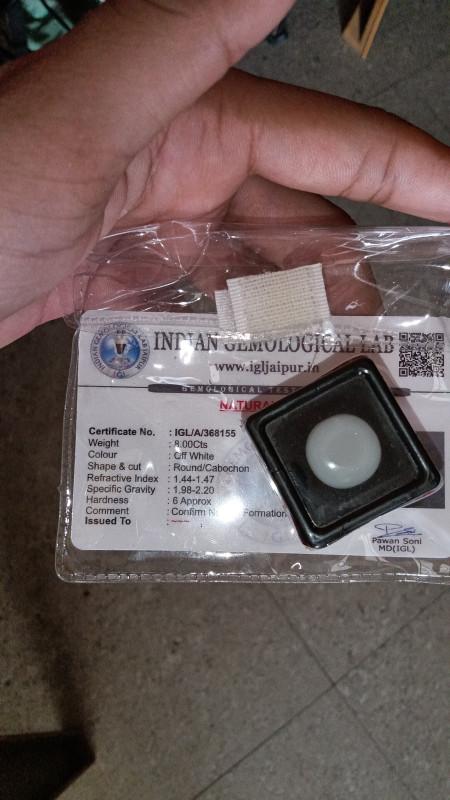 INDIAN GEMOLOGICAL LAB
www.igljaipur.in
GEMOLOGICAL
Certificate No. : IGL/A/368155
Weight : 8.00Cts
Colour : Off White
Shape & cut : Round/Cabochon
Refractive Index : 1.44-1.47
Specific Gravity : 1.98-2.20
Hardness : 6 Approx
Comment : Confirm N Formation
Issued To :
Pawan Soni
MD(IGL)